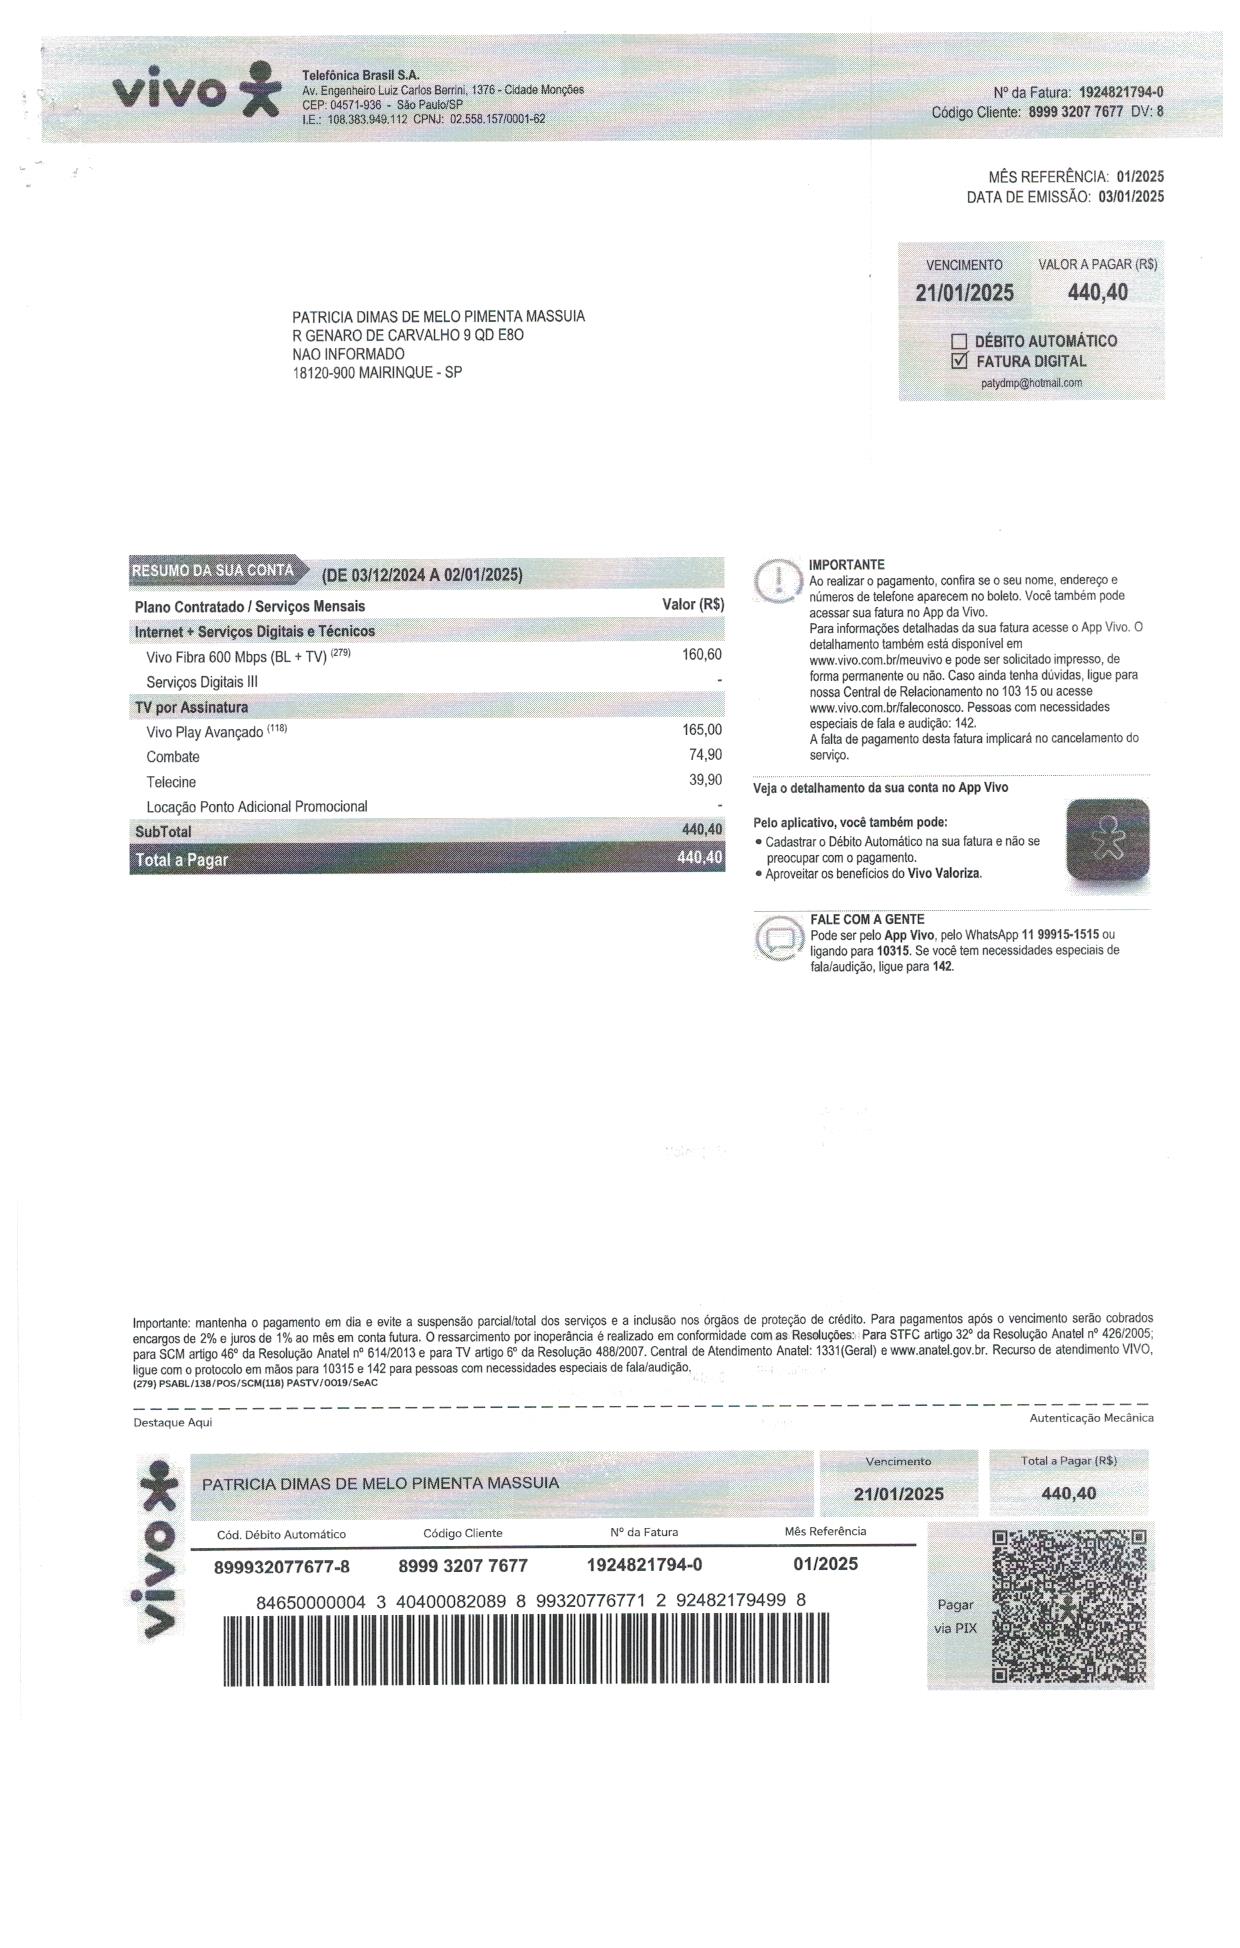 vivo
Telefônica Brasil S.A.
Av. Engenheiro Luiz Carlos Berrini, 1376 - Cidade Monções
CEP: 04571-936 - São Paulo/SP
I.E.: 108.383.949.112 CPNJ: 02.558.157/0001-62
Nº da Fatura: 1924821794-0
Código Cliente: 8999 3207 7677 DV: 8
MÊS REFERÊNCIA: 01/2025
DATA DE EMISSÃO: 03/01/2025
VENCIMENTO VALOR A PAGAR (R$)
21/01/2025 440,40
DÉBITO AUTOMÁTICO
FATURA DIGITAL
patydmp@hotmail.com
PATRICIA DIMAS DE MELO PIMENTA MASSUIA
R GENARO DE CARVALHO 9 QD E8O
NAO INFORMADO
18120-900 MAIRINQUE - SP
RESUMO DA SUA CONTA (DE 03/12/2024 A 02/01/2025)
Plano Contratado / Serviços Mensais Valor (R$)
Internet + Serviços Digitais e Técnicos
Vivo Fibra 600 Mbps (BL + TV) (279) 160,60
Serviços Digitais III -
TV por Assinatura
Vivo Play Avançado (118) 165,00
Combate 74,90
Telecine 39,90
Locação Ponto Adicional Promocional -
SubTotal 440,40
Total a Pagar 440,40
IMPORTANTE
Ao realizar o pagamento, confira se o seu nome, endereço e
números de telefone aparecem no boleto. Você também pode
acessar sua fatura no App da Vivo.
Para informações detalhadas da sua fatura acesse o App Vivo. O
detalhamento também está disponível em
www.vivo.com.br/meuvivo e pode ser solicitado impresso, de
forma permanente ou não. Caso ainda tenha dúvidas, ligue para
nossa Central de Relacionamento no 103 15 ou acesse
www.vivo.com.br/faleconosco. Pessoas com necessidades
especiais de fala e audição: 142.
A falta de pagamento desta fatura implicará no cancelamento do
serviço.
Veja o detalhamento da sua conta no App Vivo
Pelo aplicativo, você também pode:
• Cadastrar o Débito Automático na sua fatura e não se
preocupar com o pagamento.
• Aproveitar os benefícios do Vivo Valoriza.
FALE COM A GENTE
Pode ser pelo App Vivo, pelo WhatsApp 11 99915-1515 ou
ligando para 10315. Se você tem necessidades especiais de
fala/audição, ligue para 142.
Importante: mantenha o pagamento em dia e evite a suspensão parcial/total dos serviços e a inclusão nos órgãos de proteção de crédito. Para pagamentos após o vencimento serão cobrados
encargos de 2% e juros de 1% ao mês em conta futura. O ressarcimento por inoperância é realizado em conformidade com as Resoluções: Para STFC artigo 32º da Resolução Anatel nº 426/2005;
para SCM artigo 46º da Resolução Anatel nº 614/2013 e para TV artigo 6º da Resolução 488/2007. Central de Atendimento Anatel: 1331(Geral) e www.anatel.gov.br. Recurso de atendimento VIVO,
ligue com o protocolo em mãos para 10315 e 142 para pessoas com necessidades especiais de fala/audição.
(279) PSABL/138/POS/SCM(118) PASTV/0019/SeAC
Destaque Aqui Autenticação Mecânica
vivo
PATRICIA DIMAS DE MELO PIMENTA MASSUIA
Vencimento
21/01/2025
Total a Pagar (R$)
440,40
Cód. Débito Automático Código Cliente Nº da Fatura Mês Referência
899932077677-8 8999 3207 7677 1924821794-0 01/2025
84650000004 3 40400082089 8 99320776771 2 92482179499 8
Pagar
via PIX